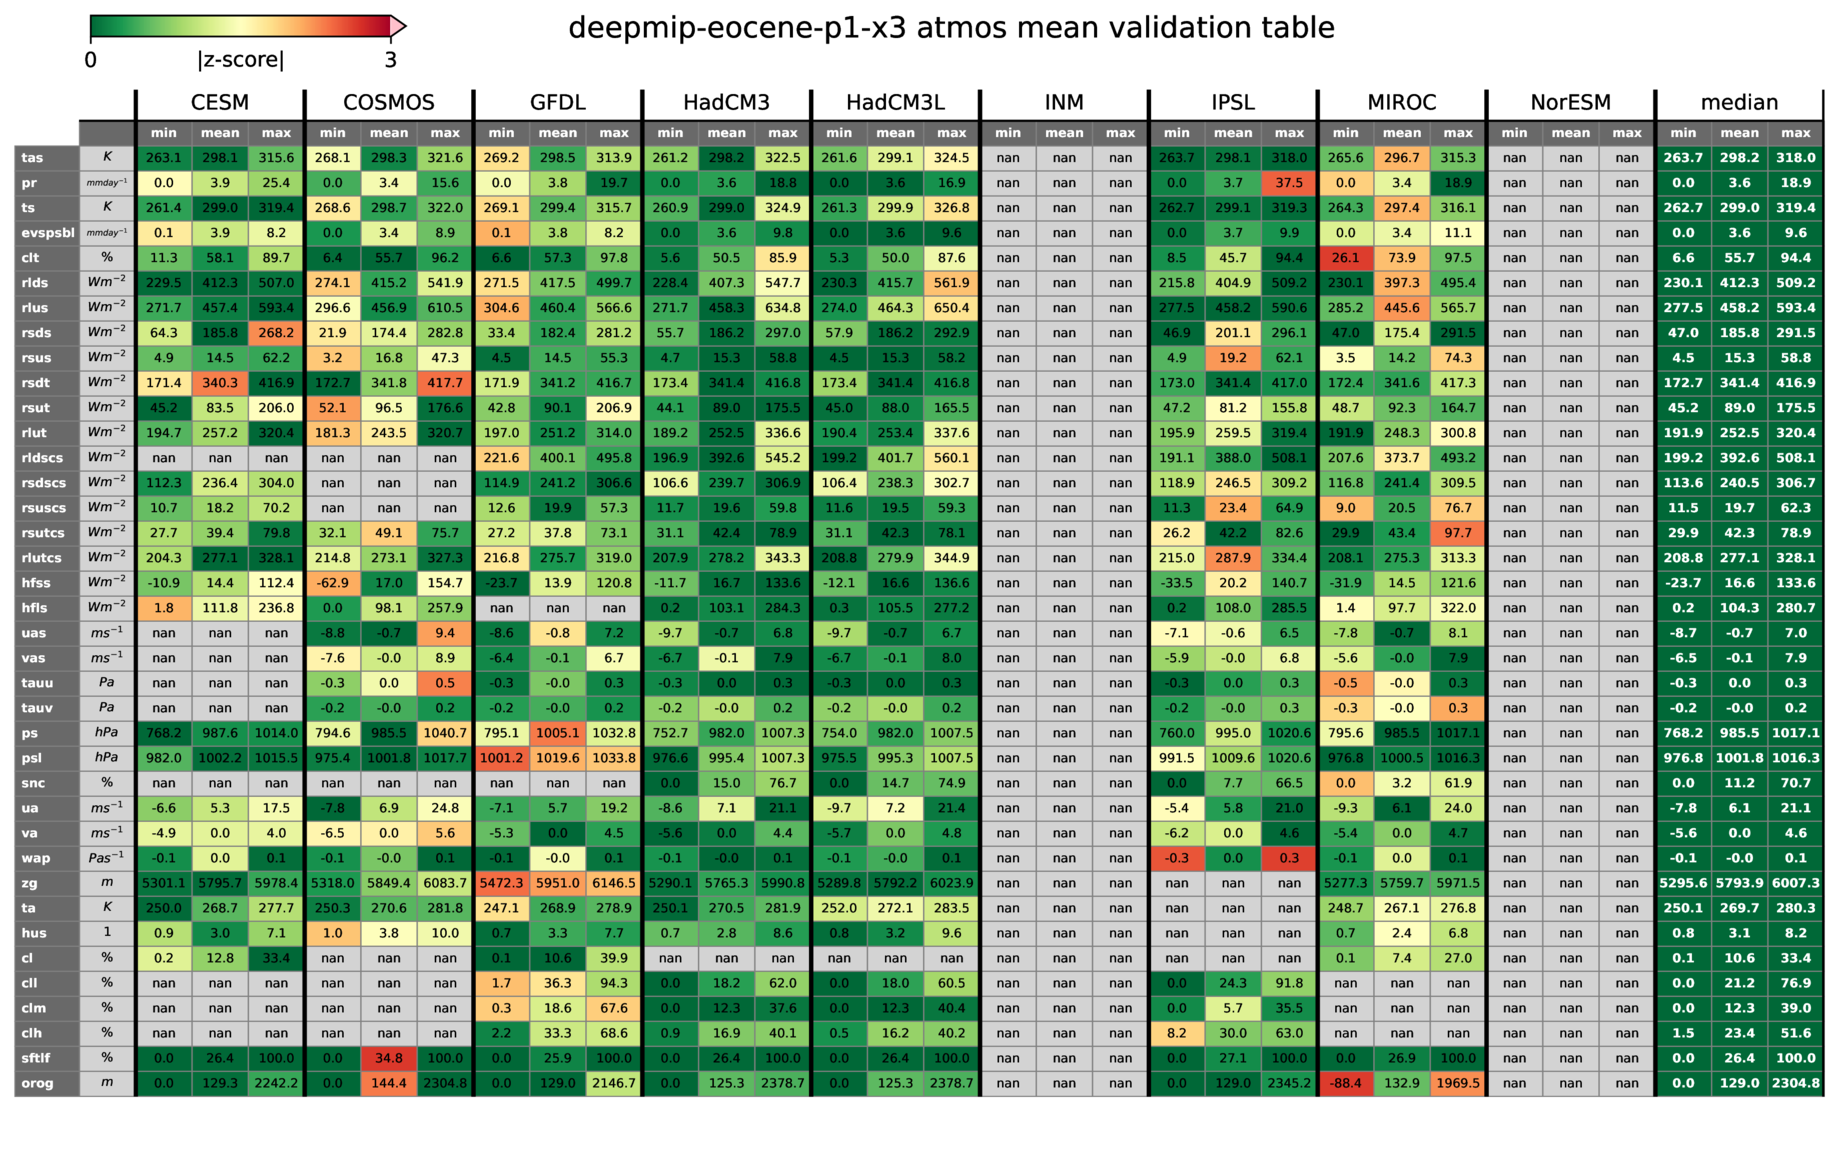 deepmip-eocene-p1-x3 atmos mean validation table
0 |z-score| 3
CESM COSMOS GFDL HadCM3 HadCM3L INM IPSL MIROC NorESM median
min mean max min mean max min mean max min mean max min mean max min mean max min mean max min mean max min mean max min mean max
tas K 263.1 298.1 315.6 268.1 298.3 321.6 269.2 298.5 313.9 261.2 298.2 322.5 261.6 299.1 324.5 nan nan nan 263.7 298.1 318.0 265.6 296.7 315.3 nan nan nan 263.7 298.2 318.0
pr mmday⁻¹ 0.0 3.9 25.4 0.0 3.4 15.6 0.0 3.8 19.7 0.0 3.6 18.8 0.0 3.6 16.9 nan nan nan 0.0 3.7 37.5 0.0 3.4 18.9 nan nan nan 0.0 3.6 18.9
ts K 261.4 299.0 319.4 268.6 298.7 322.0 269.1 299.4 315.7 260.9 299.0 324.9 261.3 299.9 326.8 nan nan nan 262.7 299.1 319.3 264.3 297.4 316.1 nan nan nan 262.7 299.0 319.4
evspsbl mmday⁻¹ 0.1 3.9 8.2 0.0 3.4 8.9 0.1 3.8 8.2 0.0 3.6 9.8 0.0 3.6 9.6 nan nan nan 0.0 3.7 9.9 0.0 3.4 11.1 nan nan nan 0.0 3.6 9.6
clt % 11.3 58.1 89.7 6.4 55.7 96.2 6.6 57.3 97.8 5.6 50.5 85.9 5.3 50.0 87.6 nan nan nan 8.5 45.7 94.4 26.1 73.9 97.5 nan nan nan 6.6 55.7 94.4
rlds Wm⁻² 229.5 412.3 507.0 274.1 415.2 541.9 271.5 417.5 499.7 228.4 407.3 547.7 230.3 415.7 561.9 nan nan nan 215.8 404.9 509.2 230.1 397.3 495.4 nan nan nan 230.1 412.3 509.2
rlus Wm⁻² 271.7 457.4 593.4 296.6 456.9 610.5 304.6 460.4 566.6 271.7 458.3 634.8 274.0 464.3 650.4 nan nan nan 277.5 458.2 590.6 285.2 445.6 565.7 nan nan nan 277.5 458.2 593.4
rsds Wm⁻² 64.3 185.8 268.2 21.9 174.4 282.8 33.4 182.4 281.2 55.7 186.2 297.0 57.9 186.2 292.9 nan nan nan 46.9 201.1 296.1 47.0 175.4 291.5 nan nan nan 47.0 185.8 291.5
rsus Wm⁻² 4.9 14.5 62.2 3.2 16.8 47.3 4.5 14.5 55.3 4.7 15.3 58.8 4.5 15.3 58.2 nan nan nan 4.9 19.2 62.1 3.5 14.2 74.3 nan nan nan 4.5 15.3 58.8
rsdt Wm⁻² 171.4 340.3 416.9 172.7 341.8 417.7 171.9 341.2 416.7 173.4 341.4 416.8 173.4 341.4 416.8 nan nan nan 173.0 341.4 417.0 172.4 341.6 417.3 nan nan nan 172.7 341.4 416.9
rsut Wm⁻² 45.2 83.5 206.0 52.1 96.5 176.6 42.8 90.1 206.9 44.1 89.0 175.5 45.0 88.0 165.5 nan nan nan 47.2 81.2 155.8 48.7 92.3 164.7 nan nan nan 45.2 89.0 175.5
rlut Wm⁻² 194.7 257.2 320.4 181.3 243.5 320.7 197.0 251.2 314.0 189.2 252.5 336.6 190.4 253.4 337.6 nan nan nan 195.9 259.5 319.4 191.9 248.3 300.8 nan nan nan 191.9 252.5 320.4
rldscs Wm⁻² nan nan nan nan nan nan 221.6 400.1 495.8 196.9 392.6 545.2 199.2 401.7 560.1 nan nan nan 191.1 388.0 508.1 207.6 373.7 493.2 nan nan nan 199.2 392.6 508.1
rsdscs Wm⁻² 112.3 236.4 304.0 nan nan nan 114.9 241.2 306.6 106.6 239.7 306.9 106.4 238.3 302.7 nan nan nan 118.9 246.5 309.2 116.8 241.4 309.5 nan nan nan 113.6 240.5 306.7
rsuscs Wm⁻² 10.7 18.2 70.2 nan nan nan 12.6 19.9 57.3 11.7 19.6 59.8 11.6 19.5 59.3 nan nan nan 11.3 23.4 64.9 9.0 20.5 76.7 nan nan nan 11.5 19.7 62.3
rsutcs Wm⁻² 27.7 39.4 79.8 32.1 49.1 75.7 27.2 37.8 73.1 31.1 42.4 78.9 31.1 42.3 78.1 nan nan nan 26.2 42.2 82.6 29.9 43.4 97.7 nan nan nan 29.9 42.3 78.9
rlutcs Wm⁻² 204.3 277.1 328.1 214.8 273.1 327.3 216.8 275.7 319.0 207.9 278.2 343.3 208.8 279.9 344.9 nan nan nan 215.0 287.9 334.4 208.1 275.3 313.3 nan nan nan 208.8 277.1 328.1
hfss Wm⁻² -10.9 14.4 112.4 -62.9 17.0 154.7 -23.7 13.9 120.8 -11.7 16.7 133.6 -12.1 16.6 136.6 nan nan nan -33.5 20.2 140.7 -31.9 14.5 121.6 nan nan nan -23.7 16.6 133.6
hfls Wm⁻² 1.8 111.8 236.8 0.0 98.1 257.9 nan nan nan 0.2 103.1 284.3 0.3 105.5 277.2 nan nan nan 0.2 108.0 285.5 1.4 97.7 322.0 nan nan nan 0.2 104.3 280.7
uas ms⁻¹ nan nan nan -8.8 -0.7 9.4 -8.6 -0.8 7.2 -9.7 -0.7 6.8 -9.7 -0.7 6.7 nan nan nan -7.1 -0.6 6.5 -7.8 -0.7 8.1 nan nan nan -8.7 -0.7 7.0
vas ms⁻¹ nan nan nan -7.6 -0.0 8.9 -6.4 -0.1 6.7 -6.7 -0.1 7.9 -6.7 -0.1 8.0 nan nan nan -5.9 -0.0 6.8 -5.6 -0.0 7.9 nan nan nan -6.5 -0.1 7.9
tauu Pa nan nan nan -0.3 0.0 0.5 -0.3 -0.0 0.3 -0.3 0.0 0.3 -0.3 0.0 0.3 nan nan nan -0.3 0.0 0.3 -0.5 -0.0 0.3 nan nan nan -0.3 0.0 0.3
tauv Pa nan nan nan -0.2 -0.0 0.2 -0.2 -0.0 0.2 -0.2 -0.0 0.2 -0.2 -0.0 0.2 nan nan nan -0.2 -0.0 0.3 -0.3 -0.0 0.3 nan nan nan -0.2 -0.0 0.2
ps hPa 768.2 987.6 1014.0 794.6 985.5 1040.7 795.1 1005.1 1032.8 752.7 982.0 1007.3 754.0 982.0 1007.5 nan nan nan 760.0 995.0 1020.6 795.6 985.5 1017.1 nan nan nan 768.2 985.5 1017.1
psl hPa 982.0 1002.2 1015.5 975.4 1001.8 1017.7 1001.2 1019.6 1033.8 976.6 995.4 1007.3 975.5 995.3 1007.5 nan nan nan 991.5 1009.6 1020.6 976.8 1000.5 1016.3 nan nan nan 976.8 1001.8 1016.3
snc % nan nan nan nan nan nan nan nan nan 0.0 15.0 76.7 0.0 14.7 74.9 nan nan nan 0.0 7.7 66.5 0.0 3.2 61.9 nan nan nan 0.0 11.2 70.7
ua ms⁻¹ -6.6 5.3 17.5 -7.8 6.9 24.8 -7.1 5.7 19.2 -8.6 7.1 21.1 -9.7 7.2 21.4 nan nan nan -5.4 5.8 21.0 -9.3 6.1 24.0 nan nan nan -7.8 6.1 21.1
va ms⁻¹ -4.9 0.0 4.0 -6.5 0.0 5.6 -5.3 0.0 4.5 -5.6 0.0 4.4 -5.7 0.0 4.8 nan nan nan -6.2 0.0 4.6 -5.4 0.0 4.7 nan nan nan -5.6 0.0 4.6
wap Pas⁻¹ -0.1 0.0 0.1 -0.1 -0.0 0.1 -0.1 -0.0 0.1 -0.1 -0.0 0.1 -0.1 -0.0 0.1 nan nan nan -0.3 0.0 0.3 -0.1 0.0 0.1 nan nan nan -0.1 -0.0 0.1
zg m 5301.1 5795.7 5978.4 5318.0 5849.4 6083.7 5472.3 5951.0 6146.5 5290.1 5765.3 5990.8 5289.8 5792.2 6023.9 nan nan nan nan nan nan 5277.3 5759.7 5971.5 nan nan nan 5295.6 5793.9 6007.3
ta K 250.0 268.7 277.7 250.3 270.6 281.8 247.1 268.9 278.9 250.1 270.5 281.9 252.0 272.1 283.5 nan nan nan nan nan nan 248.7 267.1 276.8 nan nan nan 250.1 269.7 280.3
hus 1 0.9 3.0 7.1 1.0 3.8 10.0 0.7 3.3 7.7 0.7 2.8 8.6 0.8 3.2 9.6 nan nan nan nan nan nan 0.7 2.4 6.8 nan nan nan 0.8 3.1 8.2
cl % 0.2 12.8 33.4 nan nan nan 0.1 10.6 39.9 nan nan nan nan nan nan nan nan nan nan nan nan 0.1 7.4 27.0 nan nan nan 0.1 10.6 33.4
cll % nan nan nan nan nan nan 1.7 36.3 94.3 0.0 18.2 62.0 0.0 18.0 60.5 nan nan nan 0.0 24.3 91.8 nan nan nan nan nan nan 0.0 21.2 76.9
clm % nan nan nan nan nan nan 0.3 18.6 67.6 0.0 12.3 37.6 0.0 12.3 40.4 nan nan nan 0.0 5.7 35.5 nan nan nan nan nan nan 0.0 12.3 39.0
clh % nan nan nan nan nan nan 2.2 33.3 68.6 0.9 16.9 40.1 0.5 16.2 40.2 nan nan nan 8.2 30.0 63.0 nan nan nan nan nan nan 1.5 23.4 51.6
sftlf % 0.0 26.4 100.0 0.0 34.8 100.0 0.0 25.9 100.0 0.0 26.4 100.0 0.0 26.4 100.0 nan nan nan 0.0 27.1 100.0 0.0 26.9 100.0 nan nan nan 0.0 26.4 100.0
orog m 0.0 129.3 2242.2 0.0 144.4 2304.8 0.0 129.0 2146.7 0.0 125.3 2378.7 0.0 125.3 2378.7 nan nan nan 0.0 129.0 2345.2 -88.4 132.9 1969.5 nan nan nan 0.0 129.0 2304.8